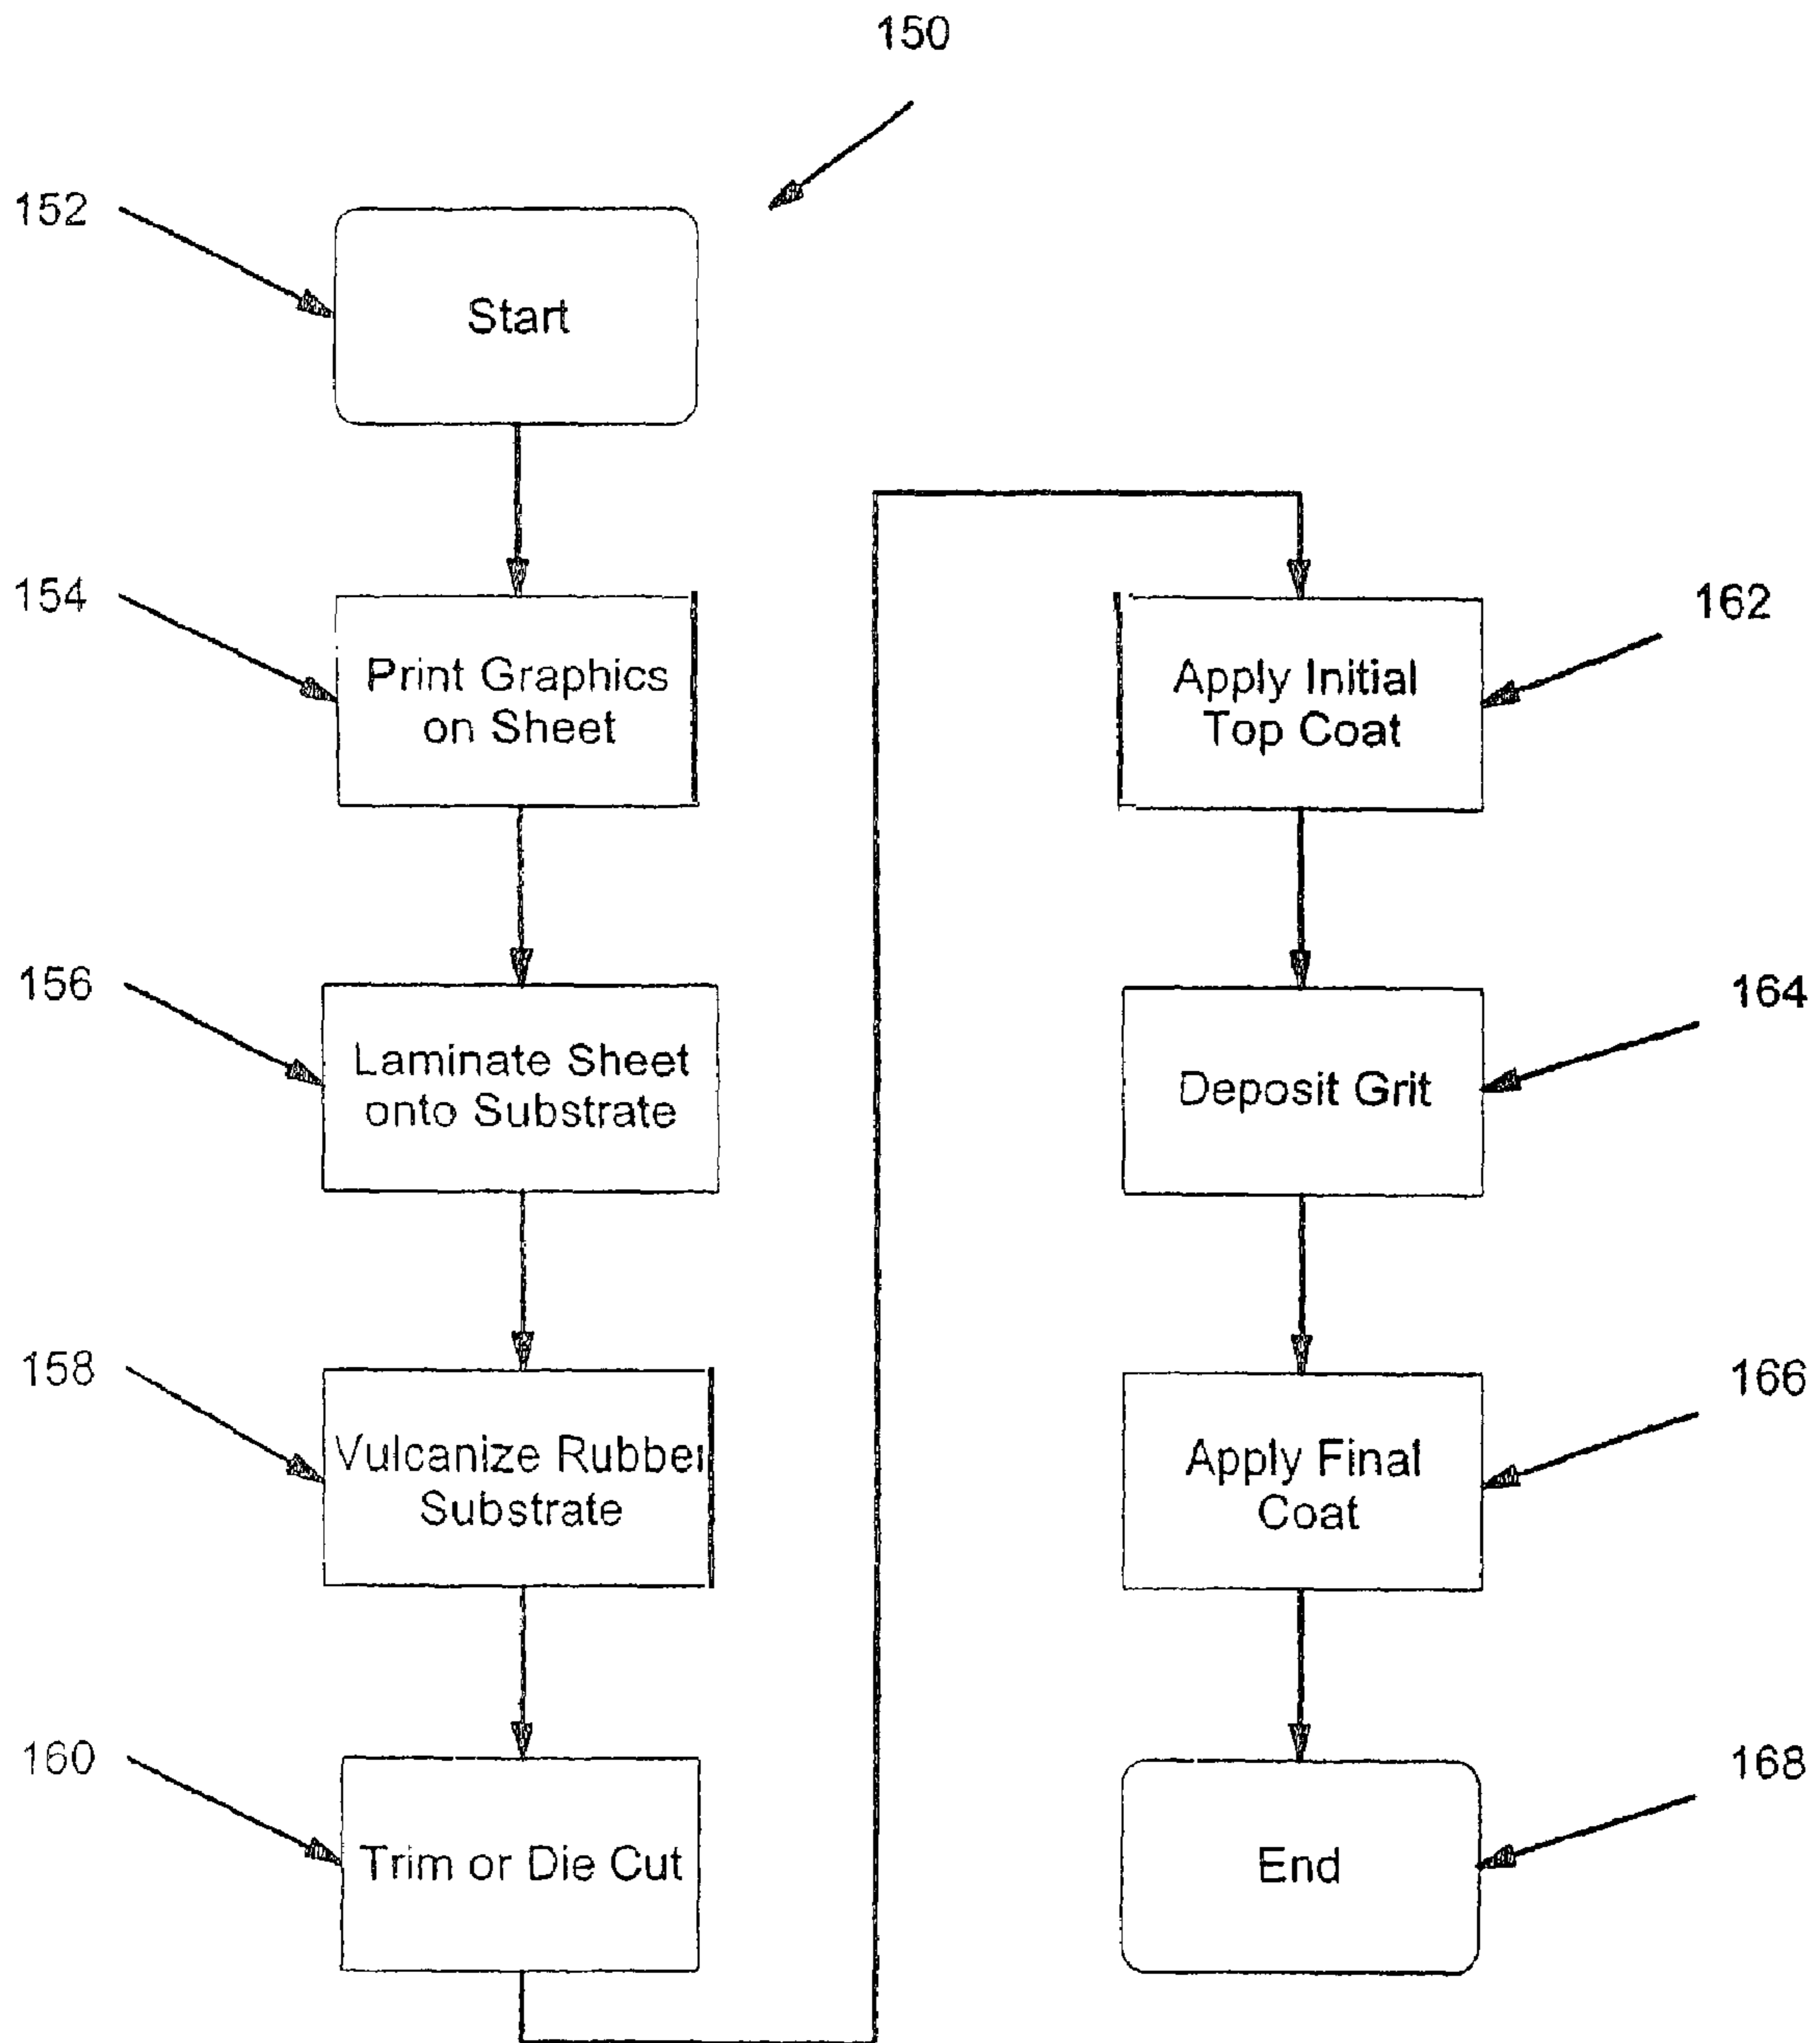 150
152
Start
154
Print Graphics
on Sheet
156
Laminate Sheet
onto Substrate
158
Vulcanize Rubber
Substrate
160
Trim or Die Cut
162
Apply Initial
Top Coat
164
Deposit Grit
166
Apply Final
Coat
168
End